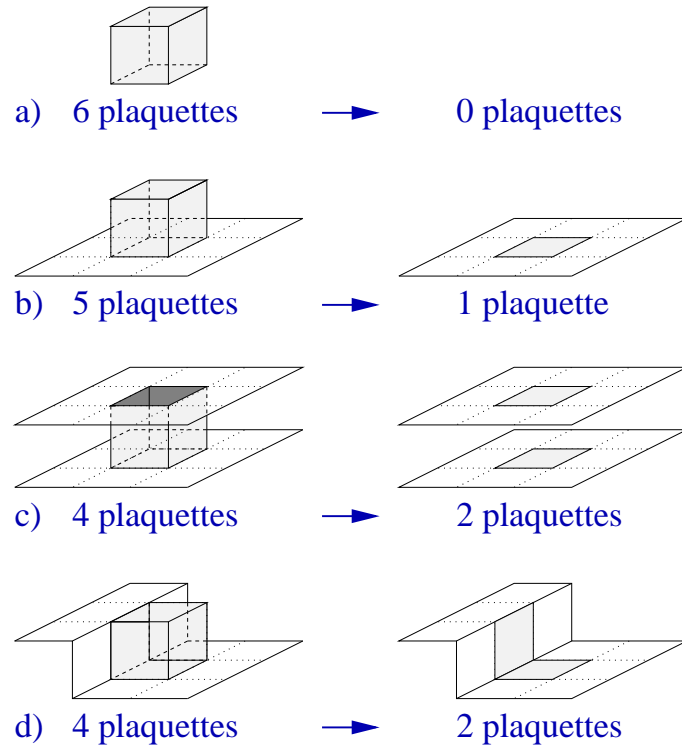 a) 6 plaquettes 0 plaquettes
b) 5 plaquettes 1 plaquette
c) 4 plaquettes 2 plaquettes
d) 4 plaquettes 2 plaquettes